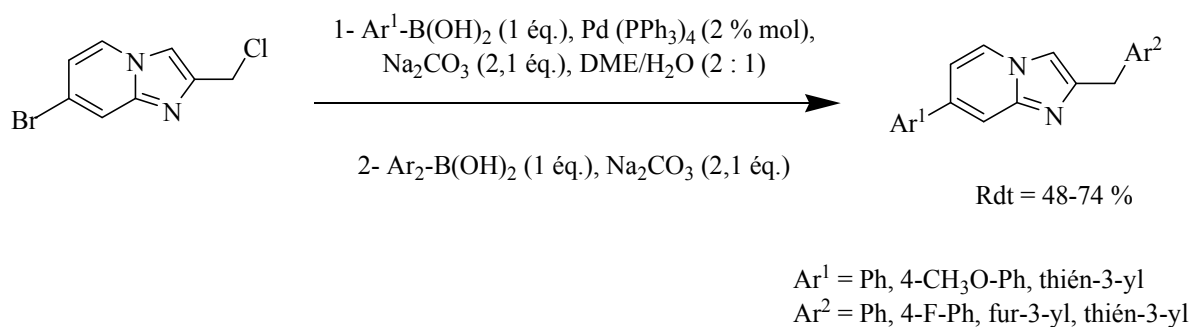 1- Ar¹-B(OH)₂ (1 éq.), Pd (PPh₃)₄ (2 % mol),
Na₂CO₃ (2,1 éq.), DME/H₂O (2 : 1)
2- Ar₂-B(OH)₂ (1 éq.), Na₂CO₃ (2,1 éq.)
Br
N
N
Cl
Ar¹
N
N
Ar²
Rdt = 48-74 %
Ar¹ = Ph, 4-CH₃O-Ph, thién-3-yl
Ar² = Ph, 4-F-Ph, fur-3-yl, thién-3-yl